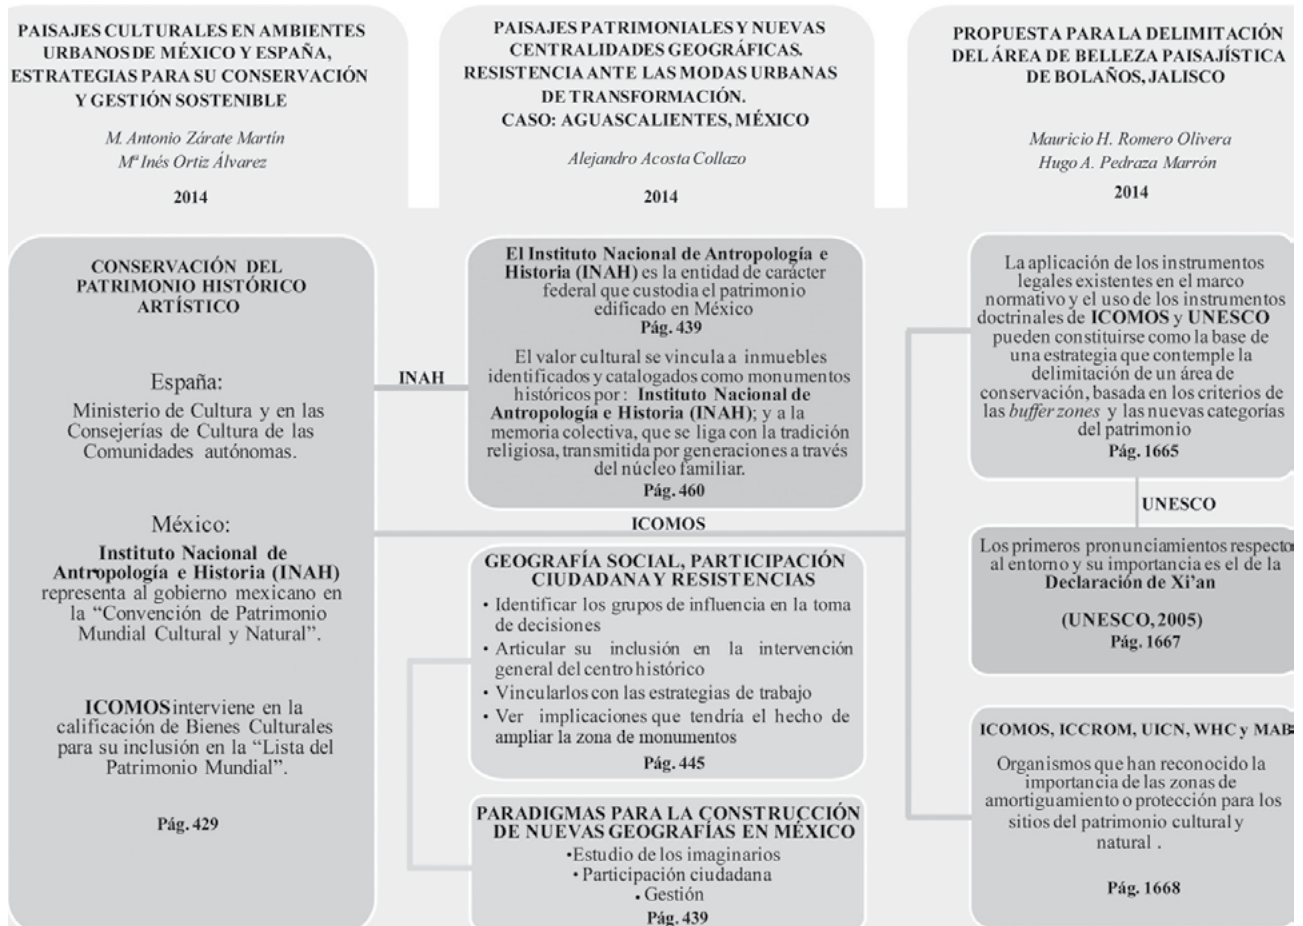 PAISAJES CULTURALES EN AMBIENTES
URBANOS DE MÉXICO Y ESPAÑA,
ESTRATEGIAS PARA SU CONSERVACIÓN
Y GESTIÓN SOSTENIBLE
M. Antonio Zárate Martín
Mª Inés Ortiz Álvarez
2014
CONSERVACIÓN DEL
PATRIMONIO HISTÓRICO
ARTÍSTICO
España:
Ministerio de Cultura y en las
Consejerías de Cultura de las
Comunidades autónomas.
México:
Instituto Nacional de
Antropología e Historia (INAH)
representa al gobierno mexicano en
la “Convención de Patrimonio
Mundial Cultural y Natural”.
ICOMOS interviene en la
calificación de Bienes Culturales
para su inclusión en la “Lista del
Patrimonio Mundial”.
Pág. 429
INAH
ICOMOS
PAISAJES PATRIMONIALES Y NUEVAS
CENTRALIDADES GEOGRÁFICAS.
RESISTENCIA ANTE LAS MODAS URBANAS
DE TRANSFORMACIÓN.
CASO: AGUASCALIENTES, MÉXICO
Alejandro Acosta Collazo
2014
El Instituto Nacional de Antropología e
Historia (INAH) es la entidad de carácter
federal que custodia el patrimonio
edificado en México
Pág. 439
El valor cultural se vincula a inmuebles
identificados y catalogados como monumentos
históricos por: Instituto Nacional de
Antropología e Historia (INAH); y a la
memoria colectiva, que se liga con la tradición
religiosa, transmitida por generaciones a través
del núcleo familiar.
Pág. 460
GEOGRAFÍA SOCIAL, PARTICIPACIÓN
CIUDADANA Y RESISTENCIAS
• Identificar los grupos de influencia en la toma
de decisiones
• Articular su inclusión en la intervención
general del centro histórico
• Vincularlos con las estrategias de trabajo
• Ver implicaciones que tendría el hecho de
ampliar la zona de monumentos
Pág. 445
PARADIGMAS PARA LA CONSTRUCCIÓN
DE NUEVAS GEOGRAFÍAS EN MÉXICO
•Estudio de los imaginarios
• Participación ciudadana
• Gestión
Pág. 439
PROPUESTA PARA LA DELIMITACIÓN
DEL ÁREA DE BELLEZA PAISAJÍSTICA
DE BOLAÑOS, JALISCO
Mauricio H. Romero Olivera
Hugo A. Pedraza Marrón
2014
La aplicación de los instrumentos
legales existentes en el marco
normativo y el uso de los instrumentos
doctrinales de ICOMOS y UNESCO
pueden constituirse como la base de
una estrategia que contemple la
delimitación de un área de
conservación, basada en los criterios de
las buffer zones y las nuevas categorías
del patrimonio
Pág. 1665
UNESCO
Los primeros pronunciamientos respecto
al entorno y su importancia es el de la
Declaración de Xi’an
(UNESCO, 2005)
Pág. 1667
ICOMOS, ICCROM, UICN, WHC y MAB
Organismos que han reconocido la
importancia de las zonas de
amortiguamiento o protección para los
sitios del patrimonio cultural y
natural .
Pág. 1668